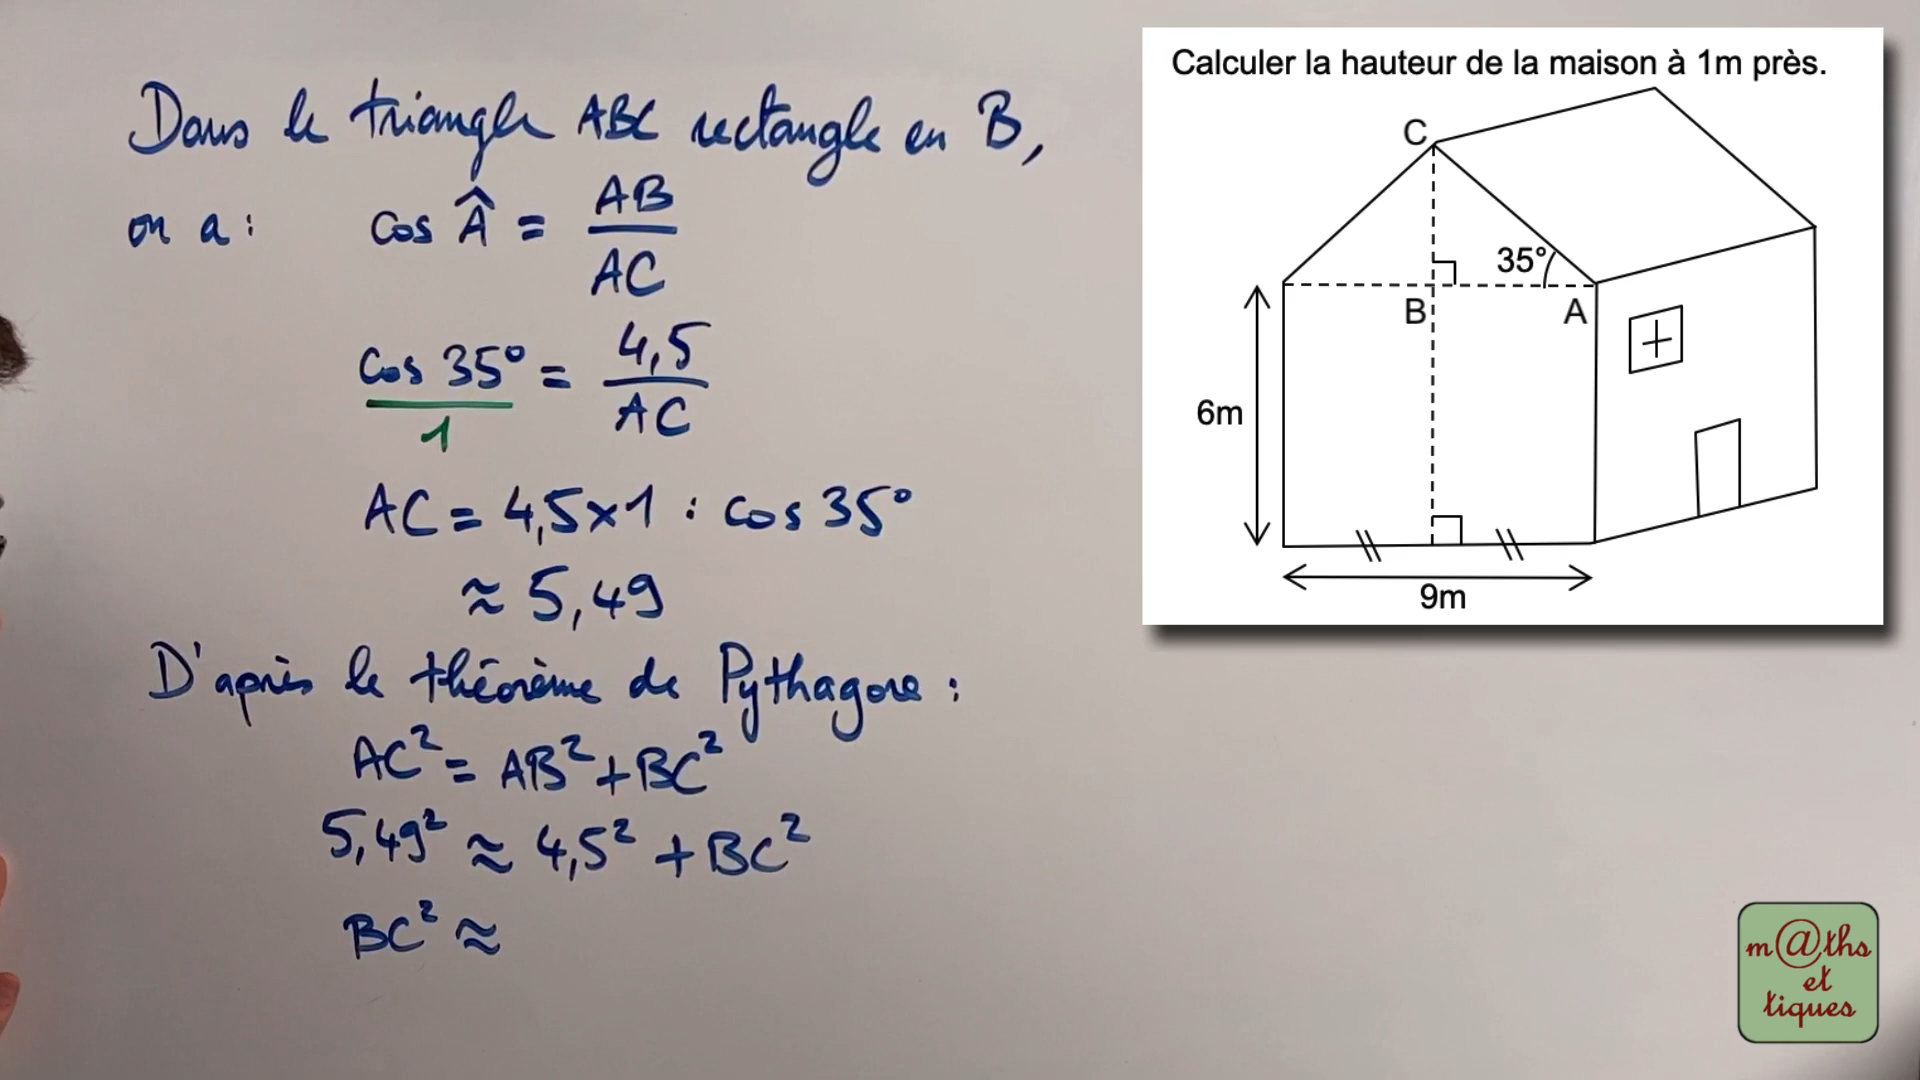 Dans le triangle ABC rectangle en B,
on a : cos Â = AB/AC
cos 35°/1 = 4,5/AC
AC = 4,5×1 : cos 35°
≈ 5,49
D'après le théorème de Pythagore :
AC² = AB² + BC²
5,49² ≈ 4,5² + BC²
BC² ≈
Calculer la hauteur de la maison à 1m près.
C
35°
B
A
6m
9m
m@ths
et
tiques